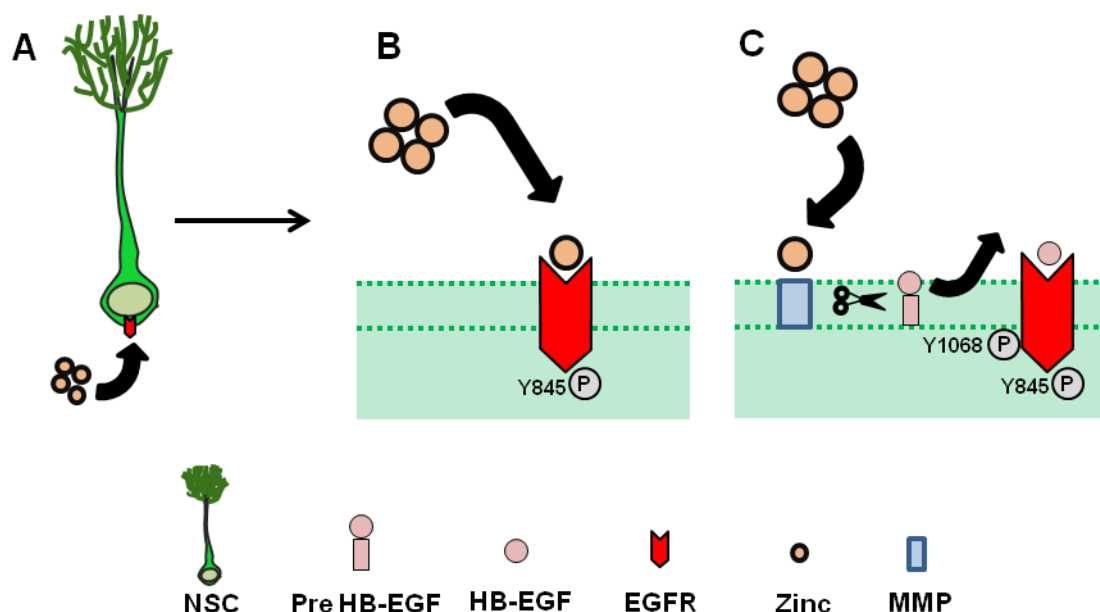 A
B
C
Y845 P
Y1068 P
Y845 P
NSC
Pre HB-EGF
HB-EGF
EGFR
Zinc
MMP